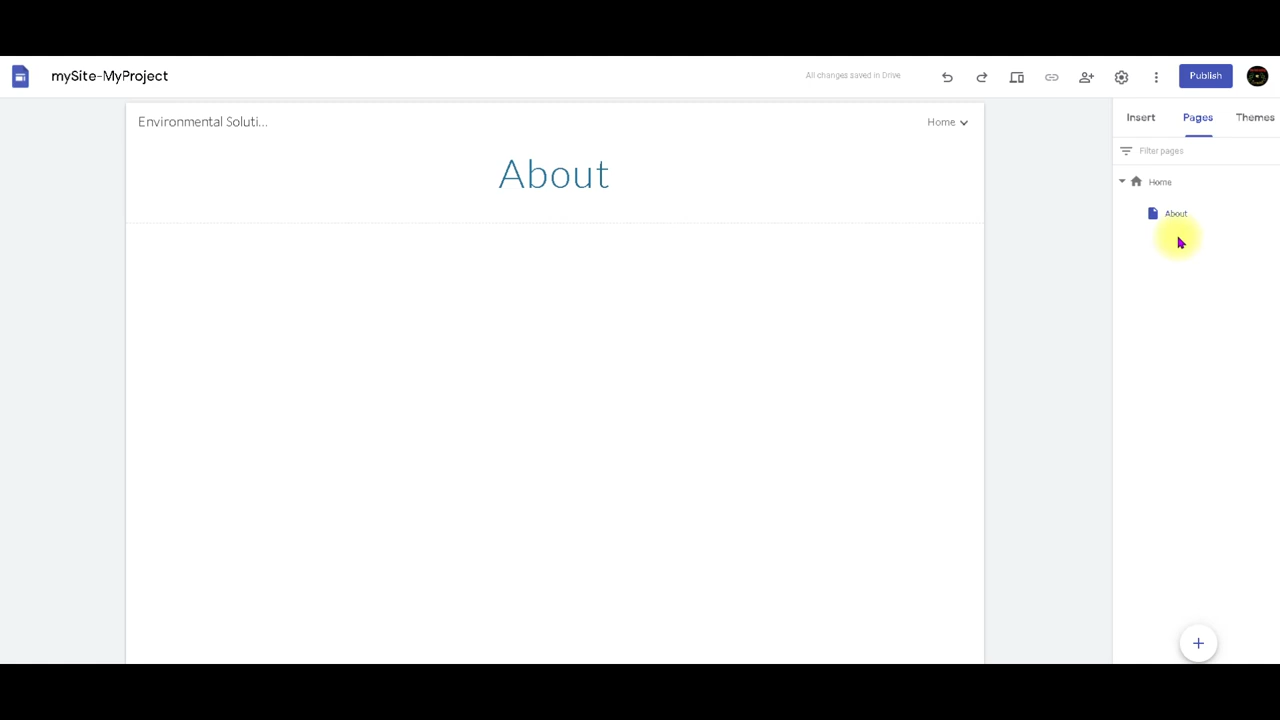 mySite-MyProject
All changes saved in Drive
Publish
Environmental Soluti...
Home
About
Insert
Pages
Themes
Filter pages
Home
About